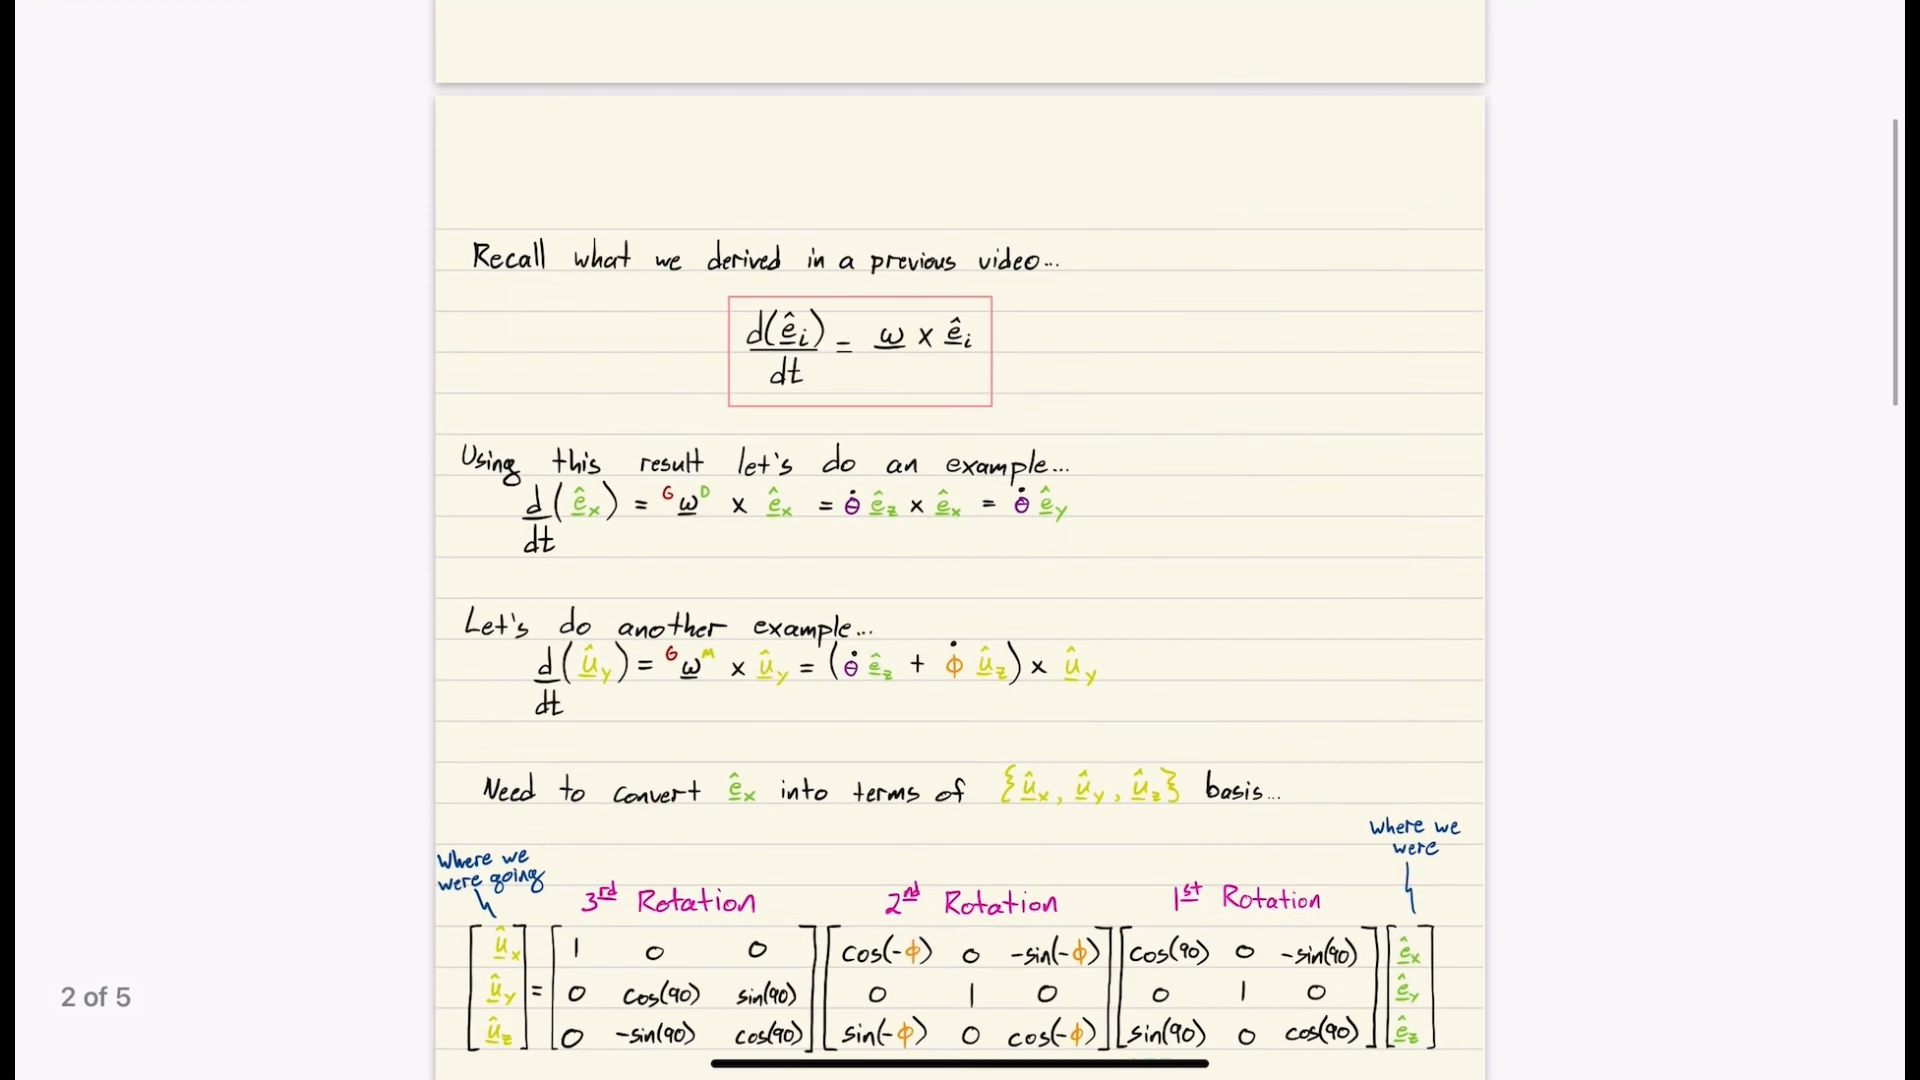 Recall what we derived in a previous video...
d(ê_i)/dt = ω × ê_i
Using this result let's do an example...
d/dt (ê_x) = ᴳω^D × ê_x = θ̇ ê_z × ê_x = θ̇ ê_y
Let's do another example...
d/dt (û_y) = ᴳω^M × û_y = (θ̇ ê_z + φ̇ û_z) × û_y
Need to convert ê_x into terms of {û_x, û_y, û_z} basis...
where we were going
where we were
3rd Rotation 2nd Rotation 1st Rotation
[û_x] [1 0 0] [cos(-φ) 0 -sin(-φ)] [cos(90) 0 -sin(90)] [ê_x]
[û_y] = [0 cos(90) sin(90)] [0 1 0] [0 1 0] [ê_y]
[û_z] [0 -sin(90) cos(90)] [sin(-φ) 0 cos(-φ)] [sin(90) 0 cos(90)] [ê_z]
2 of 5